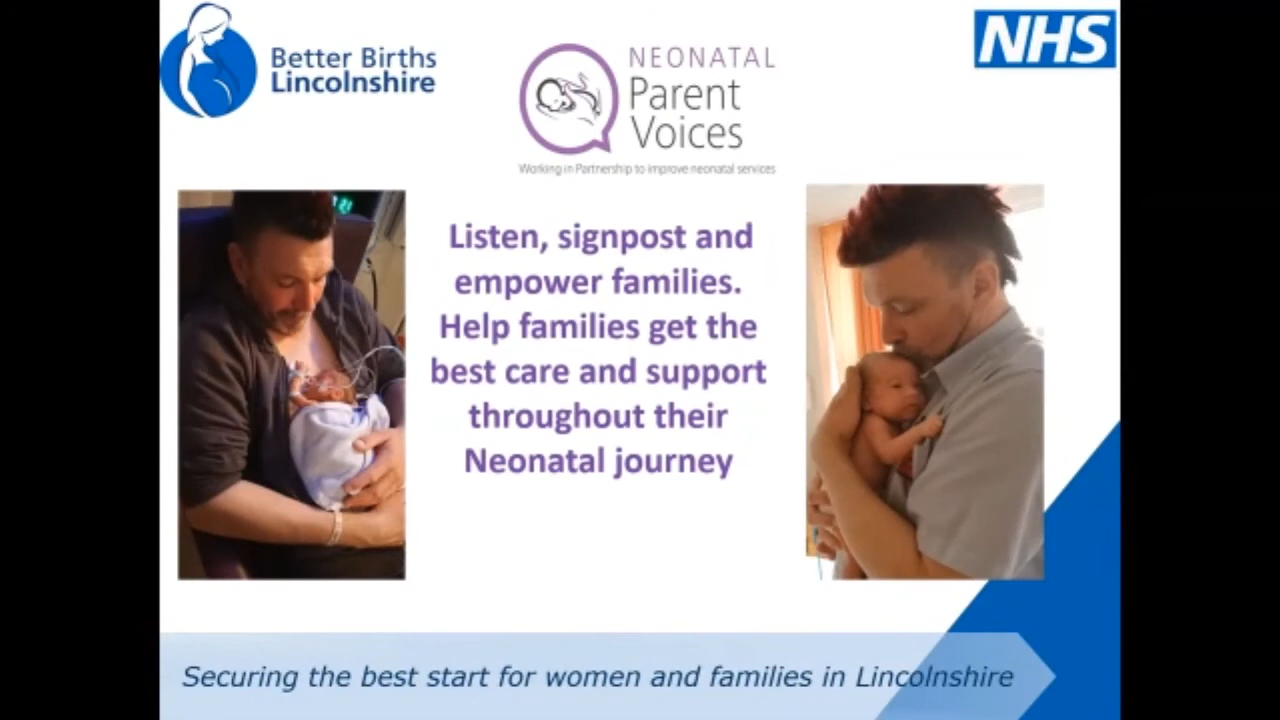 Better Births
Lincolnshire
NEONATAL
Parent
Voices
Working in Partnership to improve neonatal services
NHS
Listen, signpost and
empower families.
Help families get the
best care and support
throughout their
Neonatal journey
Securing the best start for women and families in Lincolnshire